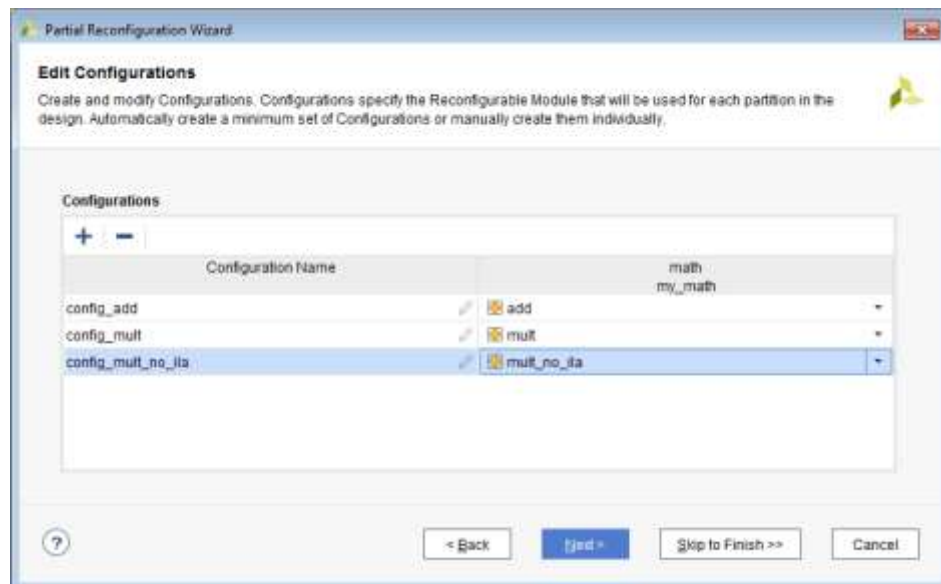 Partial Reconfiguration Wizard
Edit Configurations
Create and modify Configurations. Configurations specify the Reconfigurable Module that will be used for each partition in the
design. Automatically create a minimum set of Configurations or manually create them individually.
Configurations
+ −
Configuration Name math
my_math
config_add add
config_mult mult
config_mult_no_ila mult_no_ila
? < Back Next > Skip to Finish >> Cancel